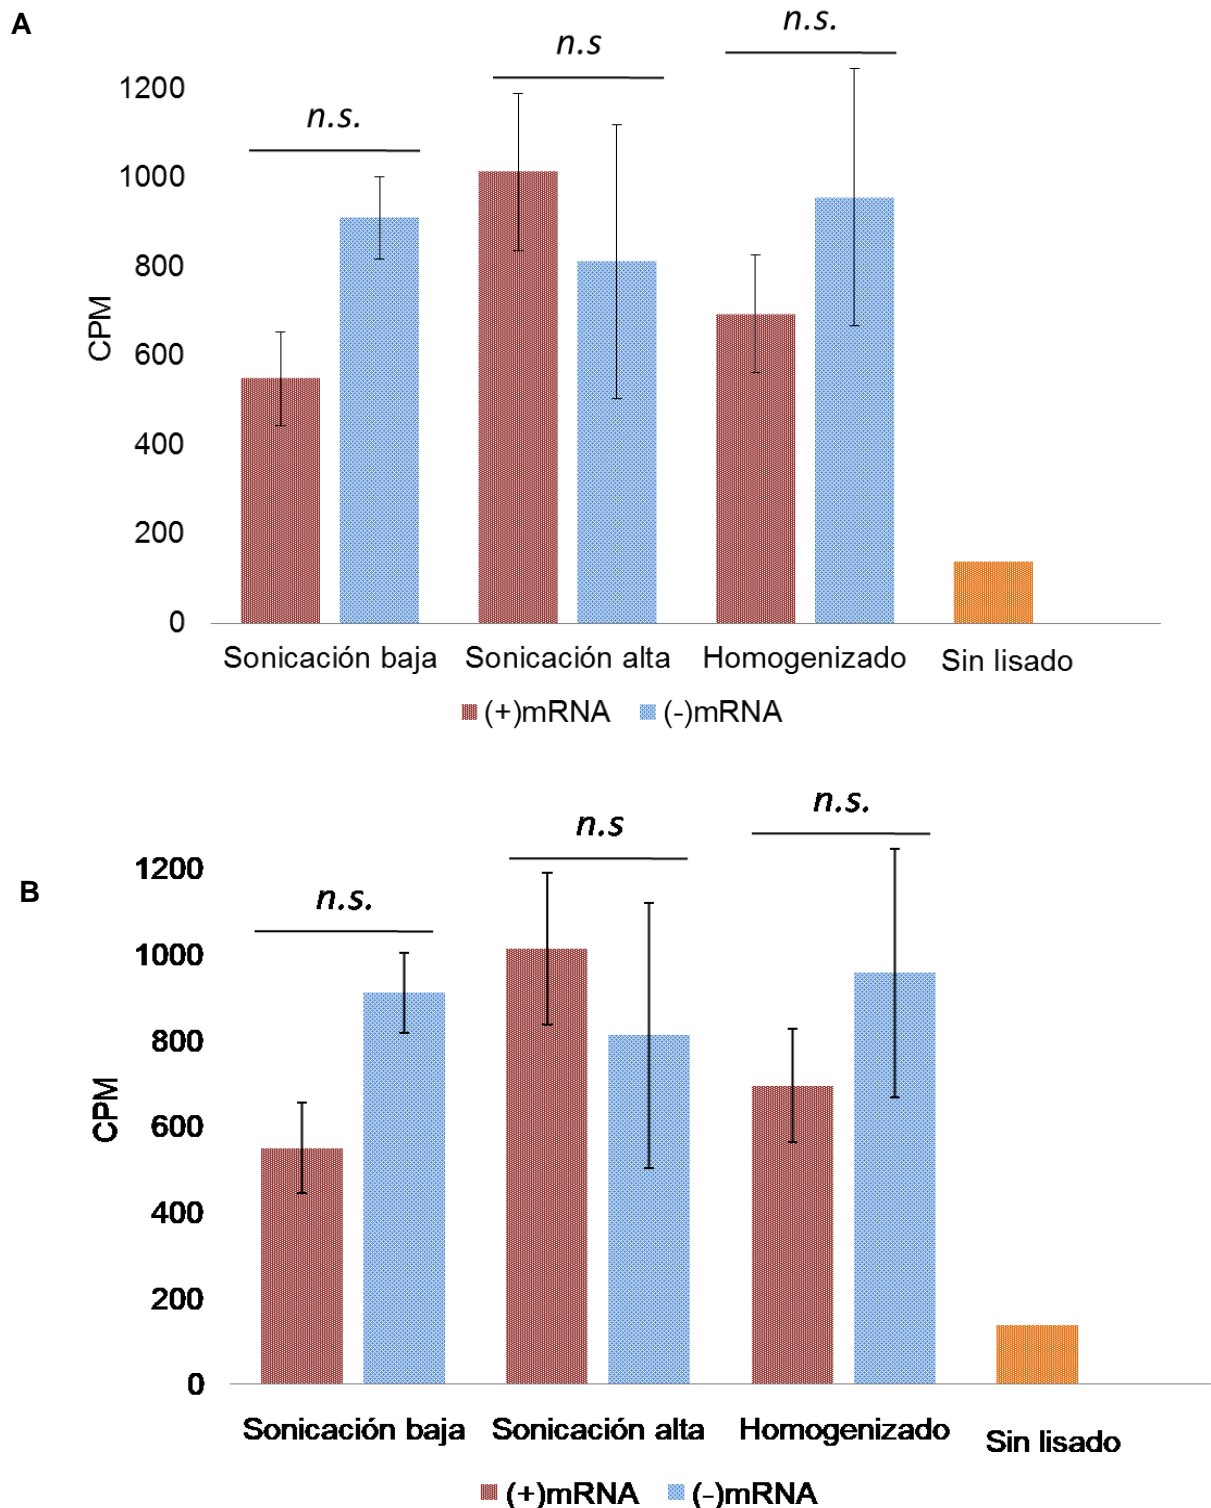 A
n.s.
n.s
n.s.
1200
1000
800
600
400
200
0
CPM
Sonicación baja
Sonicación alta
Homogenizado
Sin lisado
(+)mRNA
(-)mRNA
B
n.s.
n.s
n.s.
1200
1000
800
600
400
200
0
CPM
Sonicación baja
Sonicación alta
Homogenizado
Sin lisado
(+)mRNA
(-)mRNA